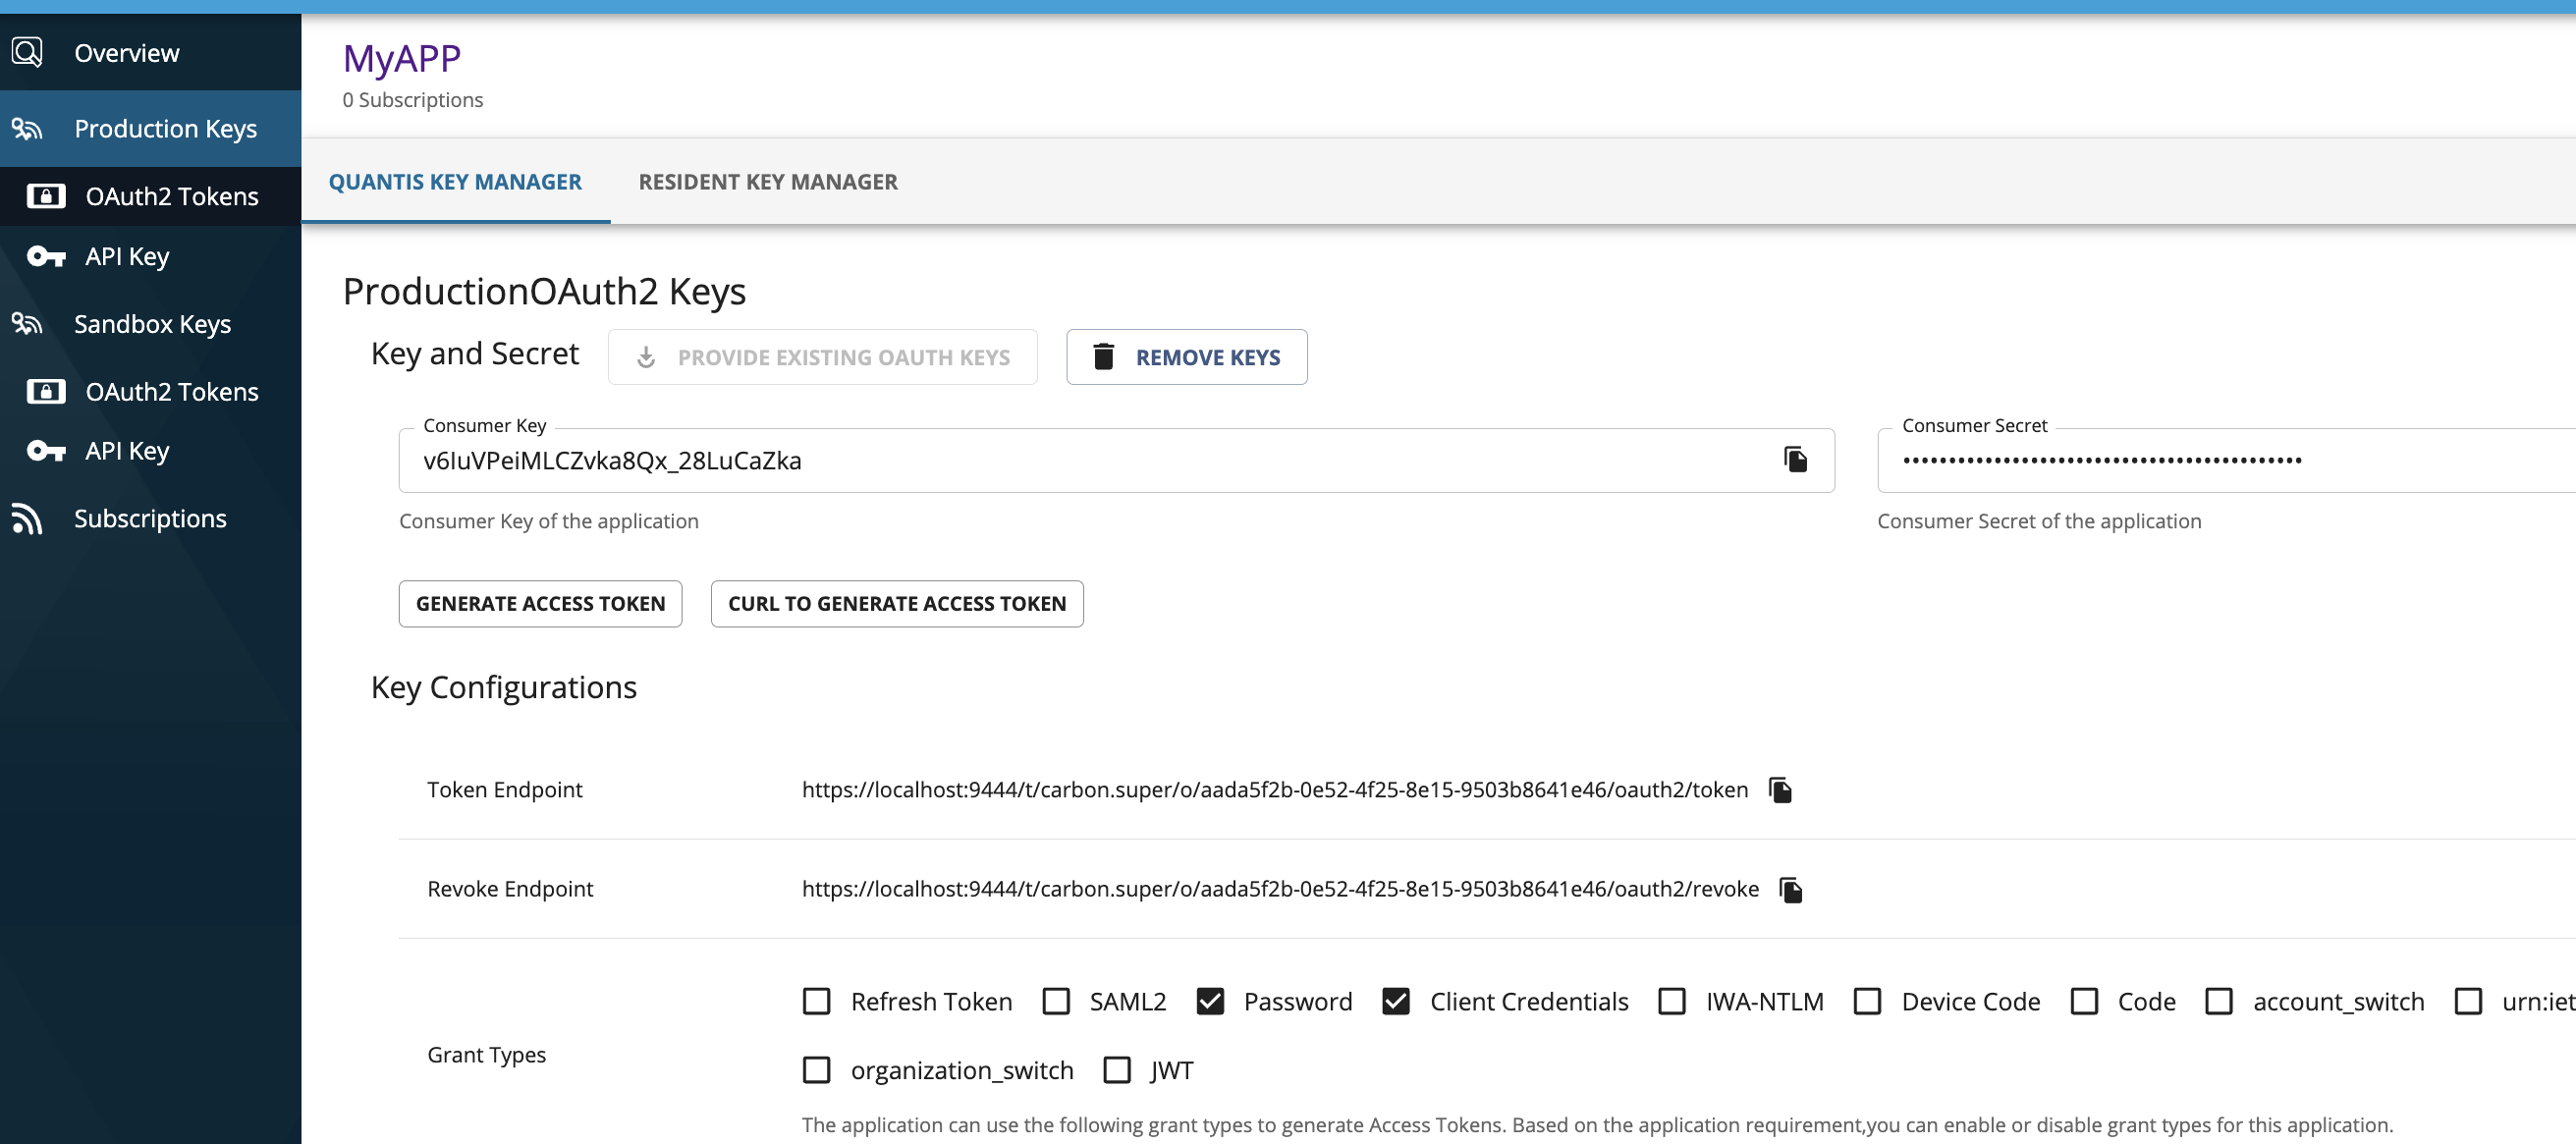 Overview
Production Keys
OAuth2 Tokens
API Key
Sandbox Keys
OAuth2 Tokens
API Key
Subscriptions
MyAPP
0 Subscriptions
QUANTIS KEY MANAGER RESIDENT KEY MANAGER
ProductionOAuth2 Keys
Key and Secret PROVIDE EXISTING OAUTH KEYS REMOVE KEYS
Consumer Key Consumer Secret
v6IuVPeiMLCZvka8Qx_28LuCaZka ••••••••••••••••••••••••••••••••••••••••••••
Consumer Key of the application Consumer Secret of the application
GENERATE ACCESS TOKEN CURL TO GENERATE ACCESS TOKEN
Key Configurations
Token Endpoint https://localhost:9444/t/carbon.super/o/aada5f2b-0e52-4f25-8e15-9503b8641e46/oauth2/token
Revoke Endpoint https://localhost:9444/t/carbon.super/o/aada5f2b-0e52-4f25-8e15-9503b8641e46/oauth2/revoke
Grant Types
Refresh Token SAML2 Password Client Credentials IWA-NTLM Device Code Code account_switch urn:iet
organization_switch JWT
The application can use the following grant types to generate Access Tokens. Based on the application requirement,you can enable or disable grant types for this application.